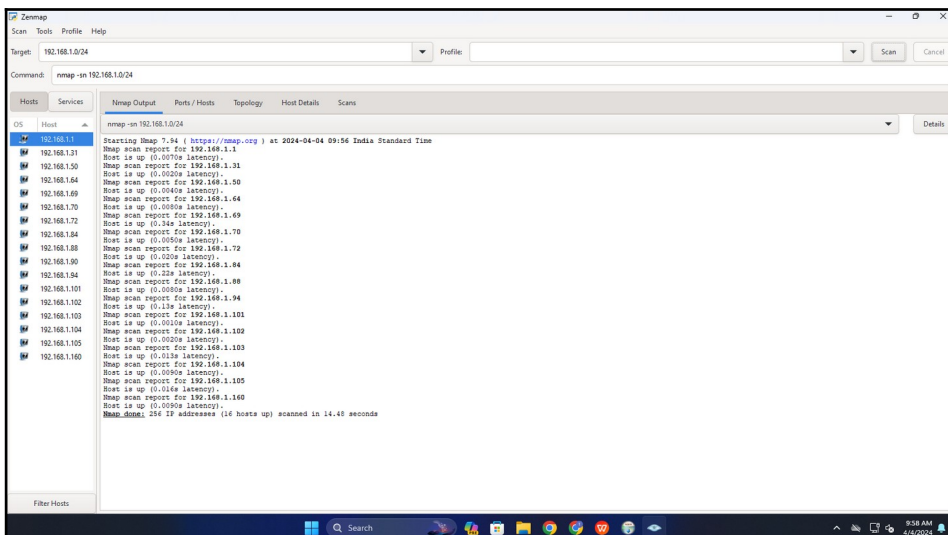 Zenmap
Scan Tools Profile Help
Target: 192.168.1.0/24 Profile: Scan Cancel
Command: nmap -sn 192.168.1.0/24
Hosts Services Nmap Output Ports / Hosts Topology Host Details Scans
OS Host
nmap -sn 192.168.1.0/24 Details
192.168.1.1
192.168.1.31
192.168.1.50
192.168.1.64
192.168.1.69
192.168.1.70
192.168.1.72
192.168.1.84
192.168.1.88
192.168.1.90
192.168.1.94
192.168.1.101
192.168.1.102
192.168.1.103
192.168.1.104
192.168.1.105
192.168.1.160
Filter Hosts
Starting Nmap 7.94 ( https://nmap.org ) at 2024-04-04 09:56 India Standard Time
Nmap scan report for 192.168.1.1
Host is up (0.0070s latency).
Nmap scan report for 192.168.1.31
Host is up (0.0020s latency).
Nmap scan report for 192.168.1.50
Host is up (0.0040s latency).
Nmap scan report for 192.168.1.64
Host is up (0.0080s latency).
Nmap scan report for 192.168.1.69
Host is up (0.34s latency).
Nmap scan report for 192.168.1.70
Host is up (0.0050s latency).
Nmap scan report for 192.168.1.72
Host is up (0.020s latency).
Nmap scan report for 192.168.1.84
Host is up (0.22s latency).
Nmap scan report for 192.168.1.88
Host is up (0.0080s latency).
Nmap scan report for 192.168.1.94
Host is up (0.13s latency).
Nmap scan report for 192.168.1.101
Host is up (0.0010s latency).
Nmap scan report for 192.168.1.102
Host is up (0.0020s latency).
Nmap scan report for 192.168.1.103
Host is up (0.013s latency).
Nmap scan report for 192.168.1.104
Host is up (0.0090s latency).
Nmap scan report for 192.168.1.105
Host is up (0.016s latency).
Nmap scan report for 192.168.1.160
Host is up (0.0090s latency).
Nmap done: 256 IP addresses (16 hosts up) scanned in 14.48 seconds
Search
9:58 AM
4/4/2024